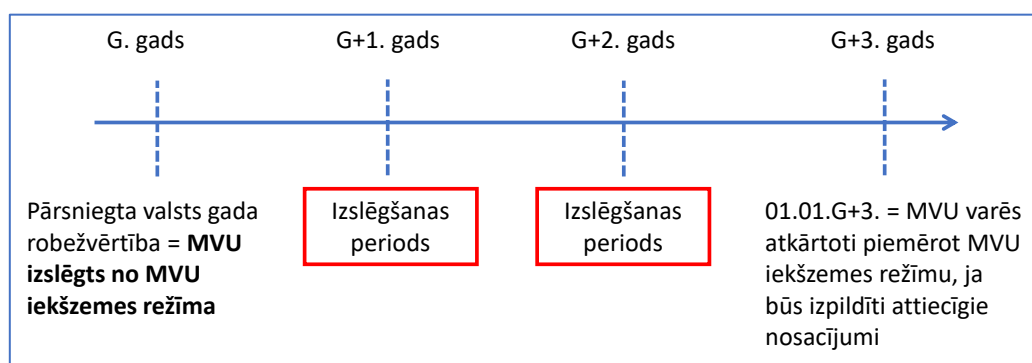 G. gads
G+1. gads
G+2. gads
G+3. gads
Pārsniegta valsts gada
robežvērtība = MVU
izslēgts no MVU
iekšzemes režīma
Izslēgšanas
periods
Izslēgšanas
periods
01.01.G+3. = MVU varēs
atkārtoti piemērot MVU
iekšzemes režīmu, ja
būs izpildīti attiecīgie
nosacījumi